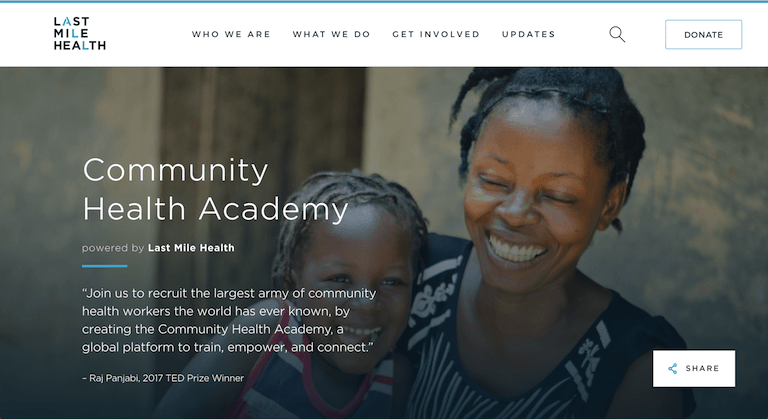 LAST
MILE
HEALTH
WHO WE ARE
WHAT WE DO
GET INVOLVED
UPDATES
DONATE
Community
Health Academy
powered by Last Mile Health
“Join us to recruit the largest army of community
health workers the world has ever known, by
creating the Community Health Academy, a
global platform to train, empower, and connect.”
– Raj Panjabi, 2017 TED Prize Winner
SHARE